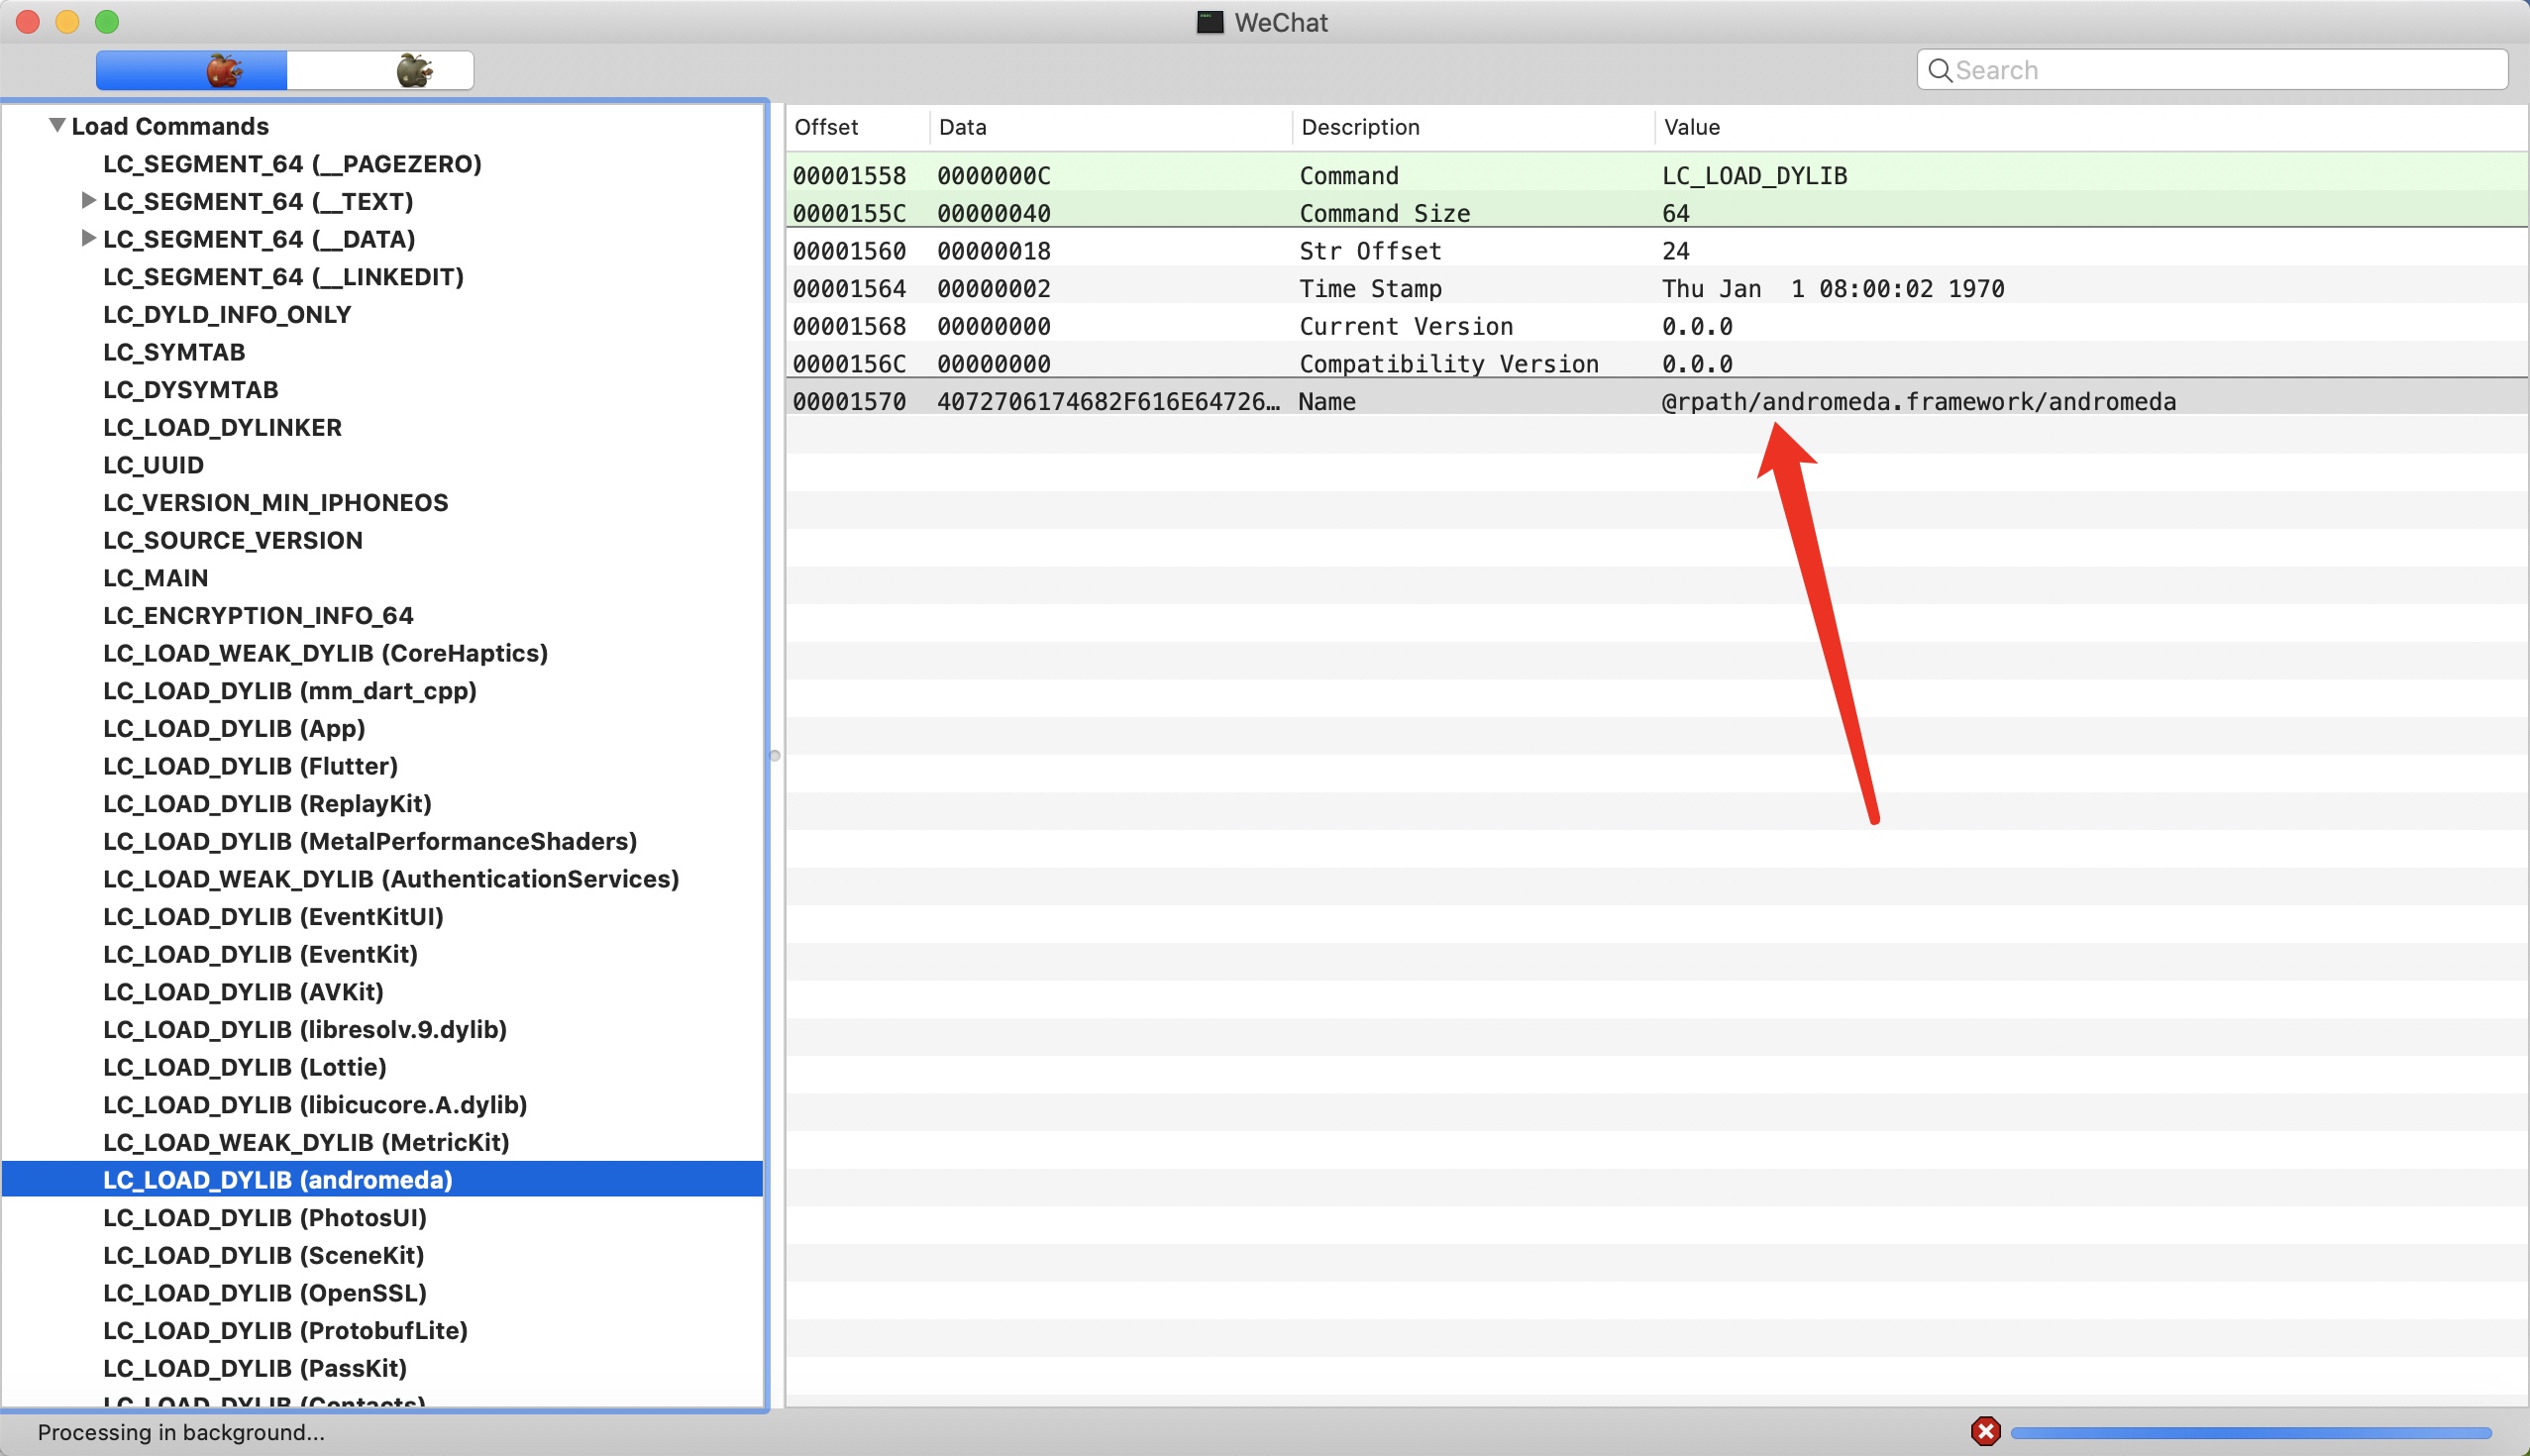 WeChat
Search
Load Commands
LC_SEGMENT_64 (__PAGEZERO)
LC_SEGMENT_64 (__TEXT)
LC_SEGMENT_64 (__DATA)
LC_SEGMENT_64 (__LINKEDIT)
LC_DYLD_INFO_ONLY
LC_SYMTAB
LC_DYSYMTAB
LC_LOAD_DYLINKER
LC_UUID
LC_VERSION_MIN_IPHONEOS
LC_SOURCE_VERSION
LC_MAIN
LC_ENCRYPTION_INFO_64
LC_LOAD_WEAK_DYLIB (CoreHaptics)
LC_LOAD_DYLIB (mm_dart_cpp)
LC_LOAD_DYLIB (App)
LC_LOAD_DYLIB (Flutter)
LC_LOAD_DYLIB (ReplayKit)
LC_LOAD_DYLIB (MetalPerformanceShaders)
LC_LOAD_WEAK_DYLIB (AuthenticationServices)
LC_LOAD_DYLIB (EventKitUI)
LC_LOAD_DYLIB (EventKit)
LC_LOAD_DYLIB (AVKit)
LC_LOAD_DYLIB (libresolv.9.dylib)
LC_LOAD_DYLIB (Lottie)
LC_LOAD_DYLIB (libicucore.A.dylib)
LC_LOAD_WEAK_DYLIB (MetricKit)
LC_LOAD_DYLIB (andromeda)
LC_LOAD_DYLIB (PhotosUI)
LC_LOAD_DYLIB (SceneKit)
LC_LOAD_DYLIB (OpenSSL)
LC_LOAD_DYLIB (ProtobufLite)
LC_LOAD_DYLIB (PassKit)
LC_LOAD_DYLIB (Contacts)
Offset Data Description Value
00001558 0000000C Command LC_LOAD_DYLIB
0000155C 00000040 Command Size 64
00001560 00000018 Str Offset 24
00001564 00000002 Time Stamp Thu Jan  1 08:00:02 1970
00001568 00000000 Current Version 0.0.0
0000156C 00000000 Compatibility Version 0.0.0
00001570 4072706174682F616E64726… Name @rpath/andromeda.framework/andromeda
Processing in background...